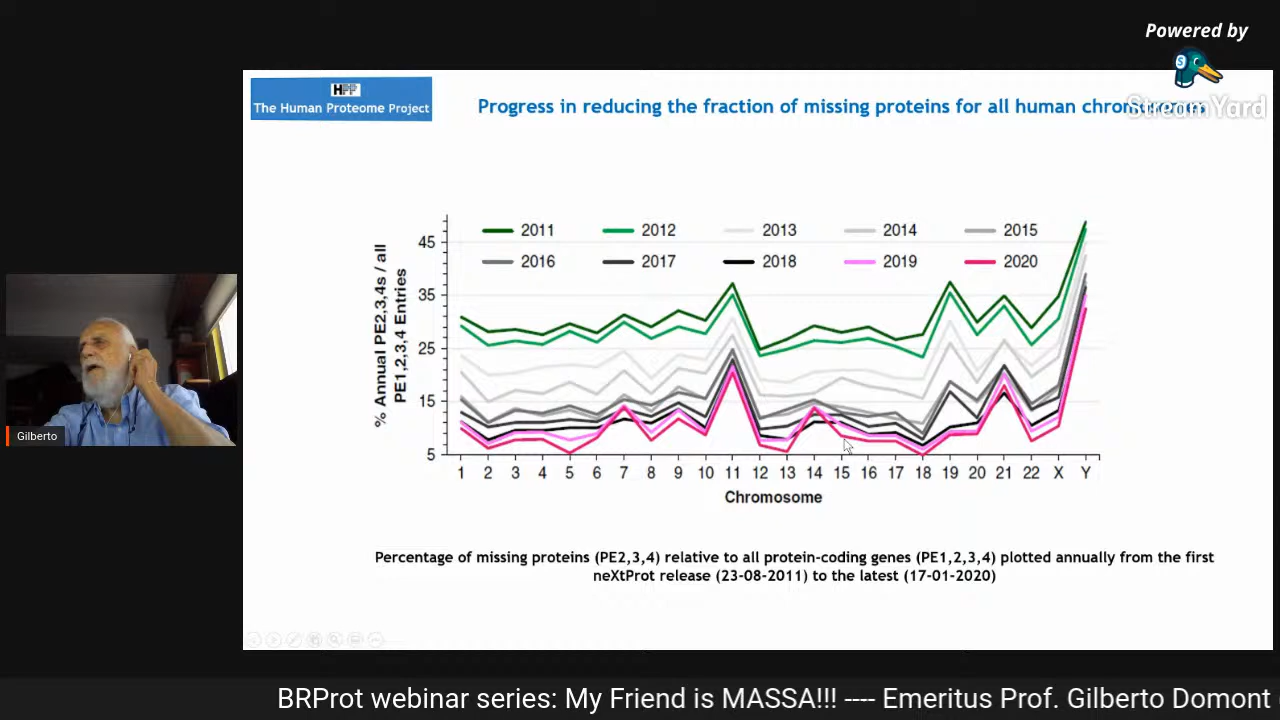 Powered by
StreamYard
HPP
The Human Proteome Project
Progress in reducing the fraction of missing proteins for all human
2011 2012 2013 2014 2015
2016 2017 2018 2019 2020
% Annual PE2,3,4s / all
PE1,2,3,4 Entries
45
35
25
15
5
1 2 3 4 5 6 7 8 9 10 11 12 13 14 15 16 17 18 19 20 21 22 X Y
Chromosome
Percentage of missing proteins (PE2,3,4) relative to all protein-coding genes (PE1,2,3,4) plotted annually from the first
neXtProt release (23-08-2011) to the latest (17-01-2020)
Gilberto
BRProt webinar series: My Friend is MASSA!!! ---- Emeritus Prof. Gilberto Domont